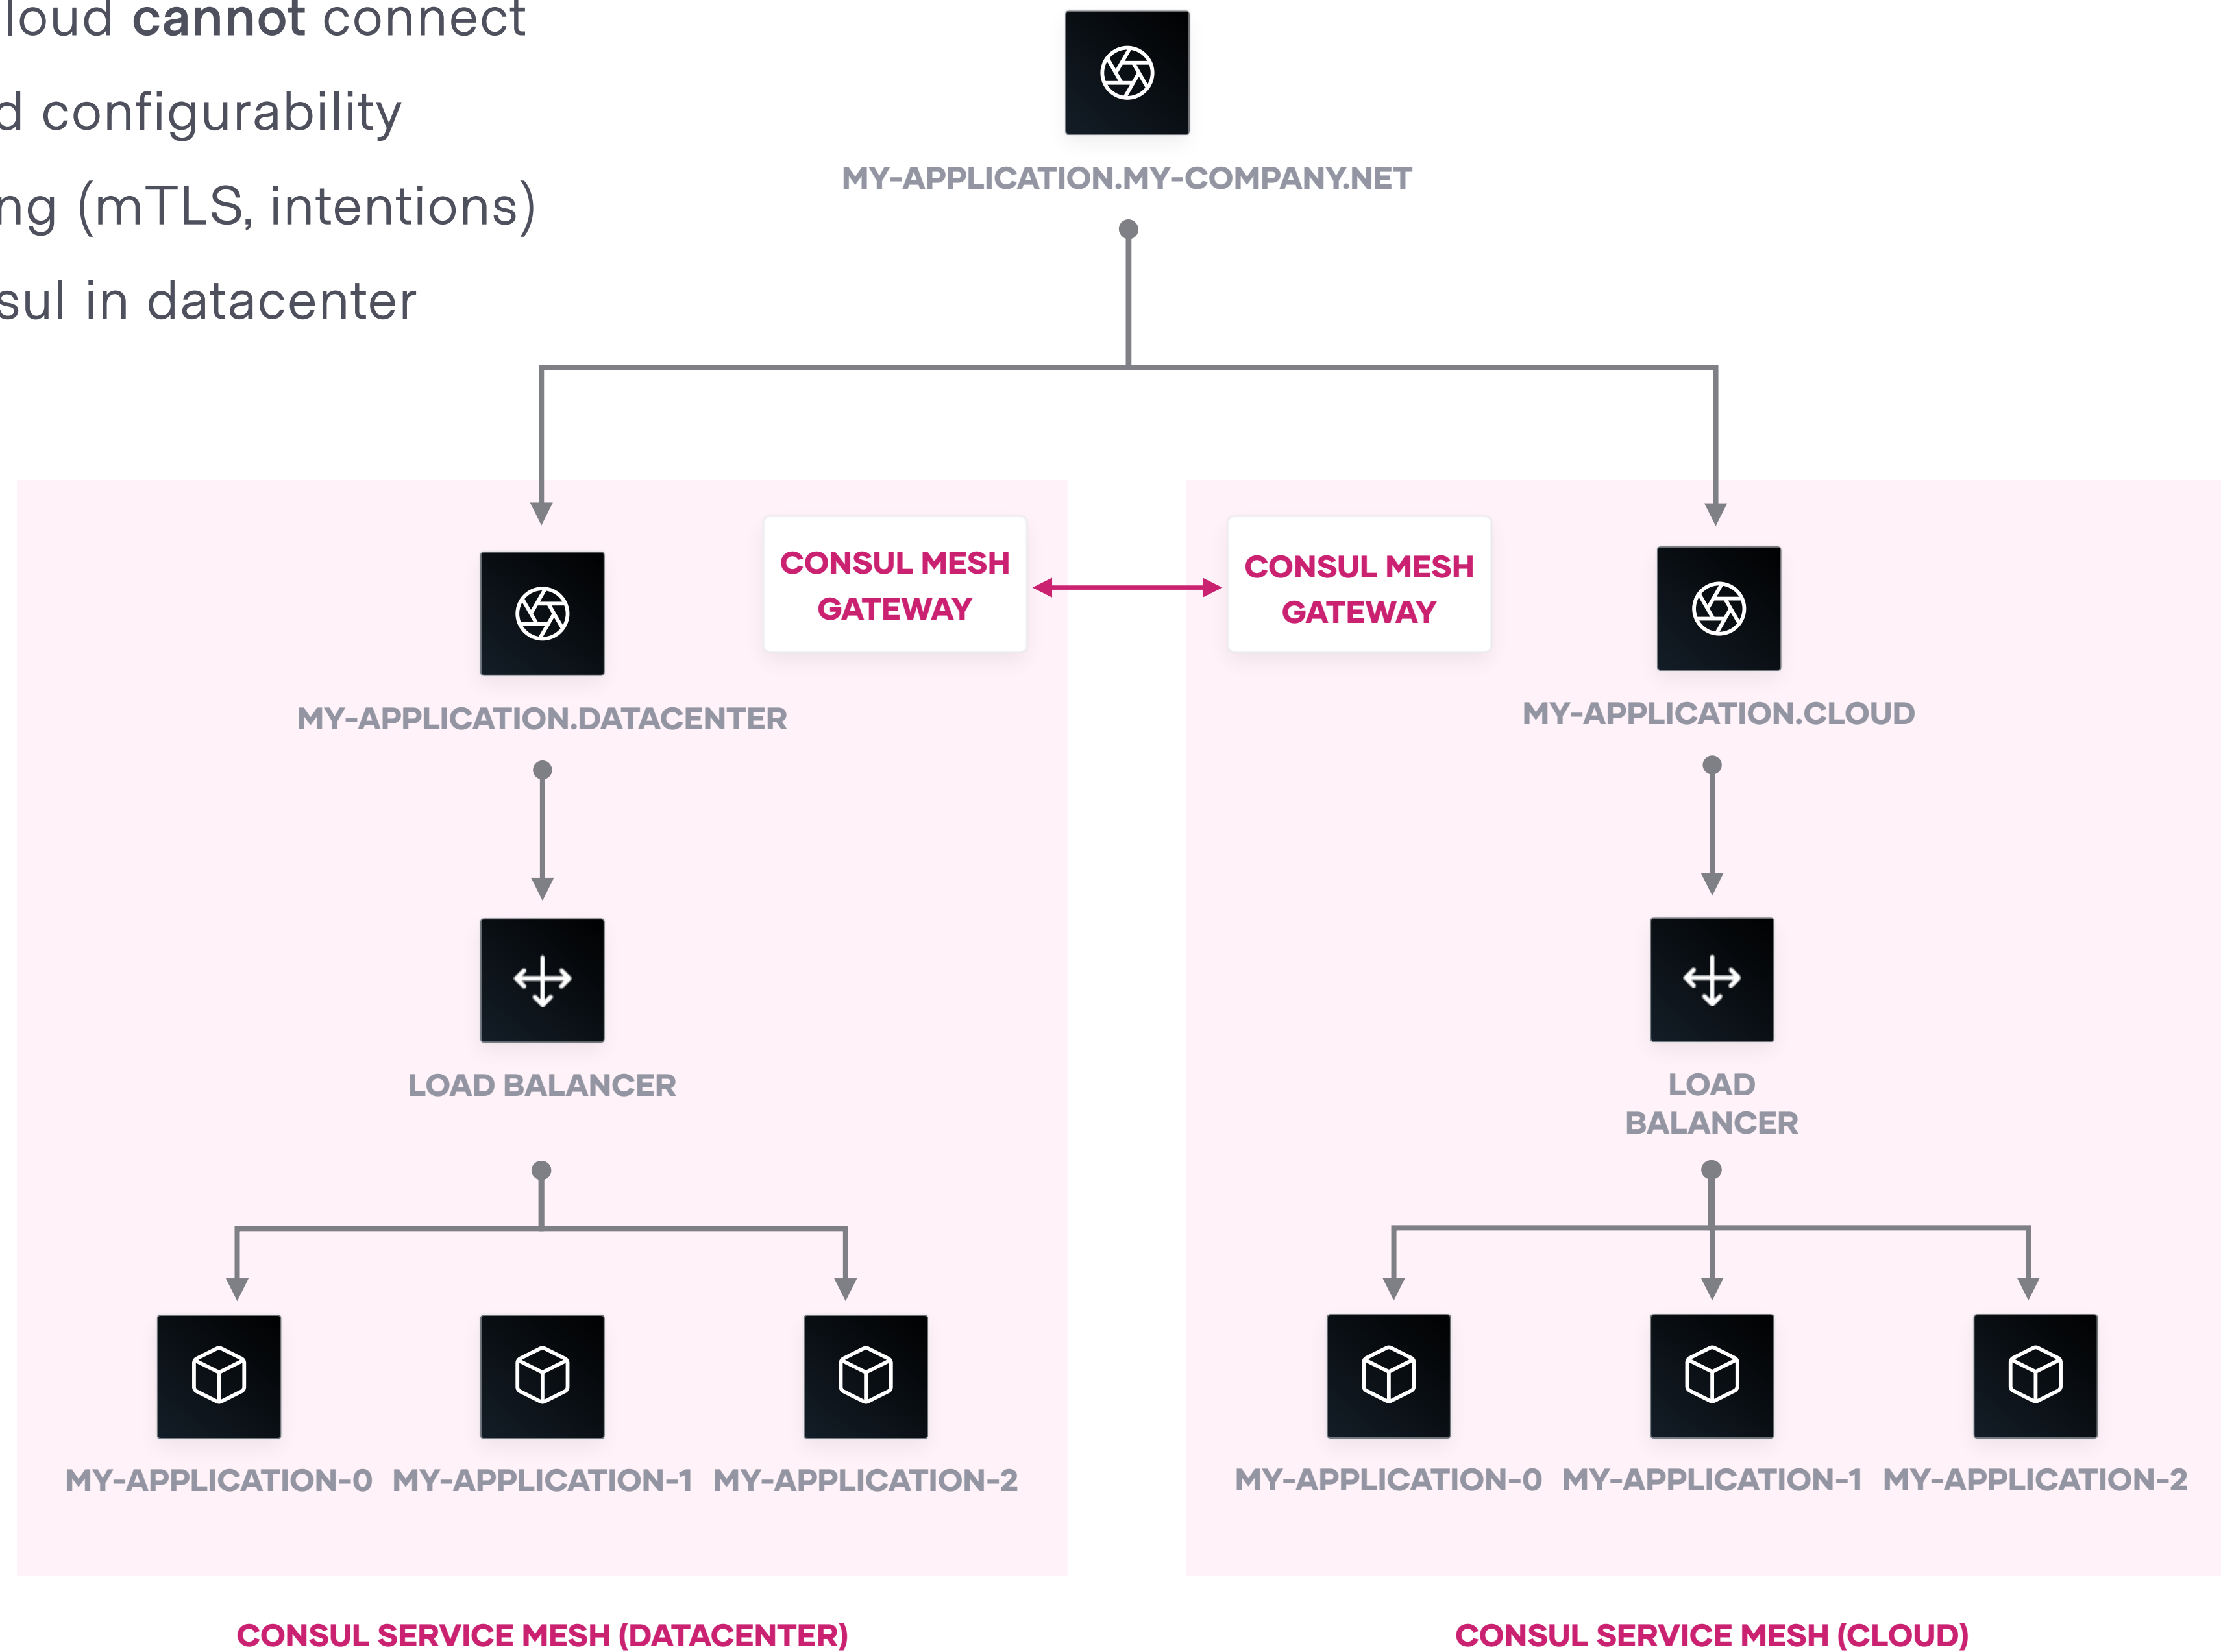 loud cannot connect
d configurability
ng (mTLS, intentions)
sul in datacenter
MY-APPLICATION.MY-COMPANY.NET
CONSUL MESH
GATEWAY
CONSUL MESH
GATEWAY
MY-APPLICATION.DATACENTER
MY-APPLICATION.CLOUD
LOAD BALANCER
LOAD
BALANCER
MY-APPLICATION-0 MY-APPLICATION-1 MY-APPLICATION-2
MY-APPLICATION-0 MY-APPLICATION-1 MY-APPLICATION-2
CONSUL SERVICE MESH (DATACENTER)
CONSUL SERVICE MESH (CLOUD)